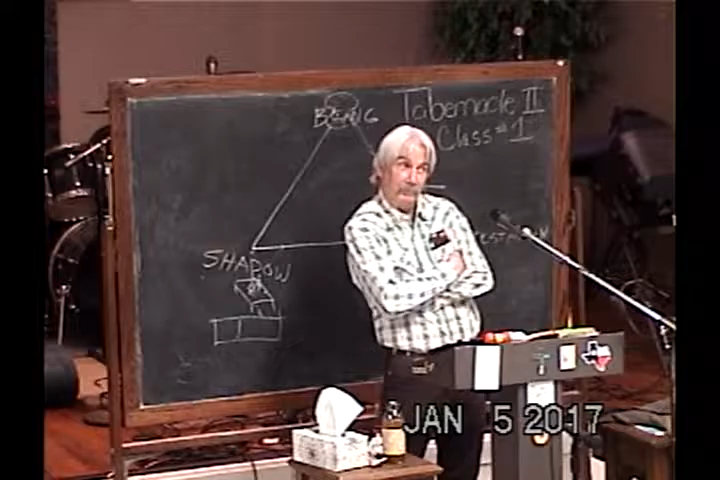 Tabernacle II
Class #1
BEING
SHADOW
JAN 5 2017